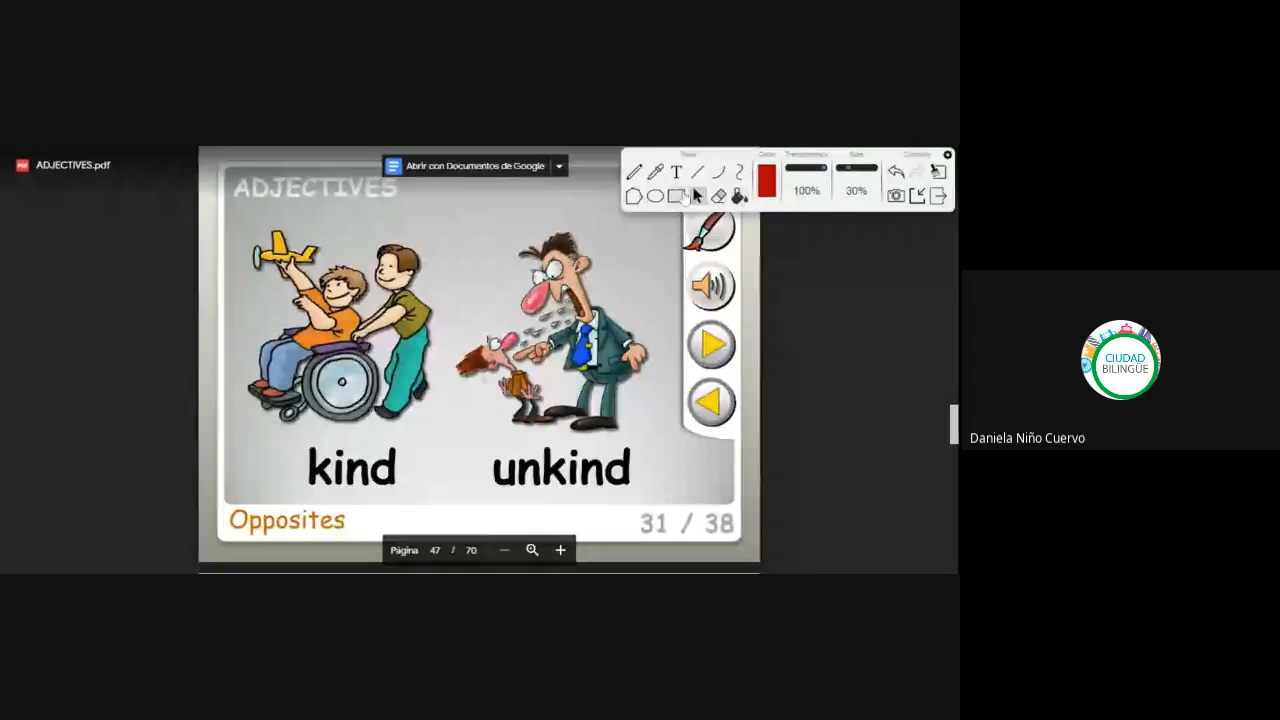 ADJECTIVES.pdf
Abrir con Documentos de Google
ADJECTIVES
100%
30%
kind
unkind
Opposites
31 / 38
Página 47 / 70
CIUDAD
BILINGÜE
Daniela Niño Cuervo